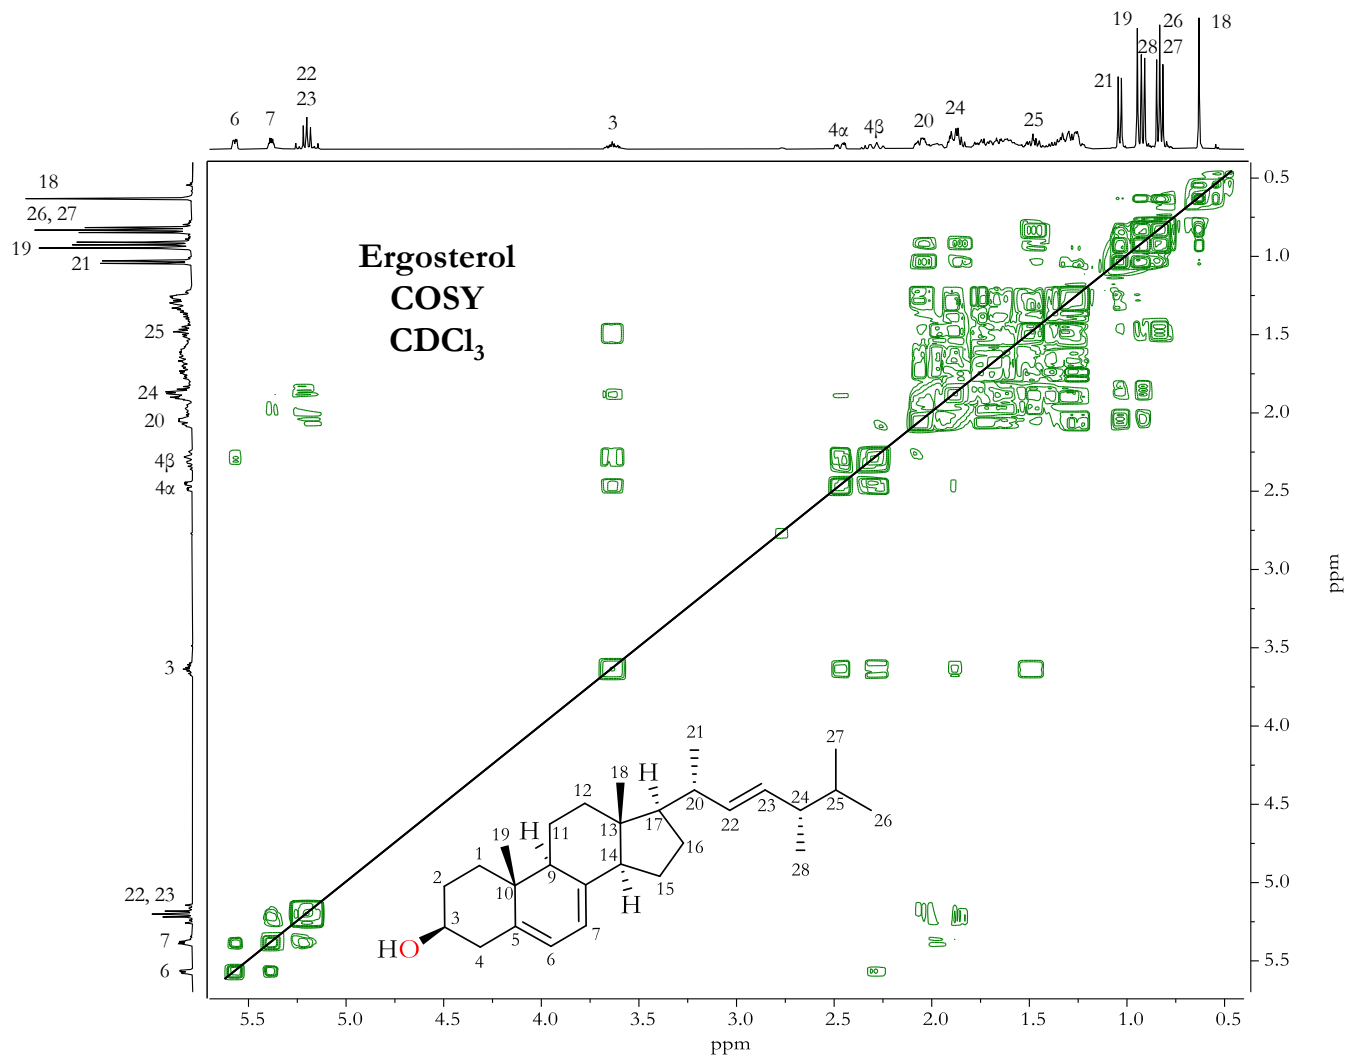 19 26 18
28 27
22
21
23
6 7 3 4α 4β 20 24 25
18
26, 27
19
21
25
24
20
4β
4α
3
22, 23
7
6
Ergosterol
COSY
CDCl3
0.5
1.0
1.5
2.0
2.5
3.0
3.5
4.0
4.5
5.0
5.5
ppm
21 27
18 H
12 20 23 24 25
11 17 22 26
19 H 13
1 14 16 28
2 10 9 15
3 H
5 7
HO 4 6
5.5 5.0 4.5 4.0 3.5 3.0 2.5 2.0 1.5 1.0 0.5
ppm